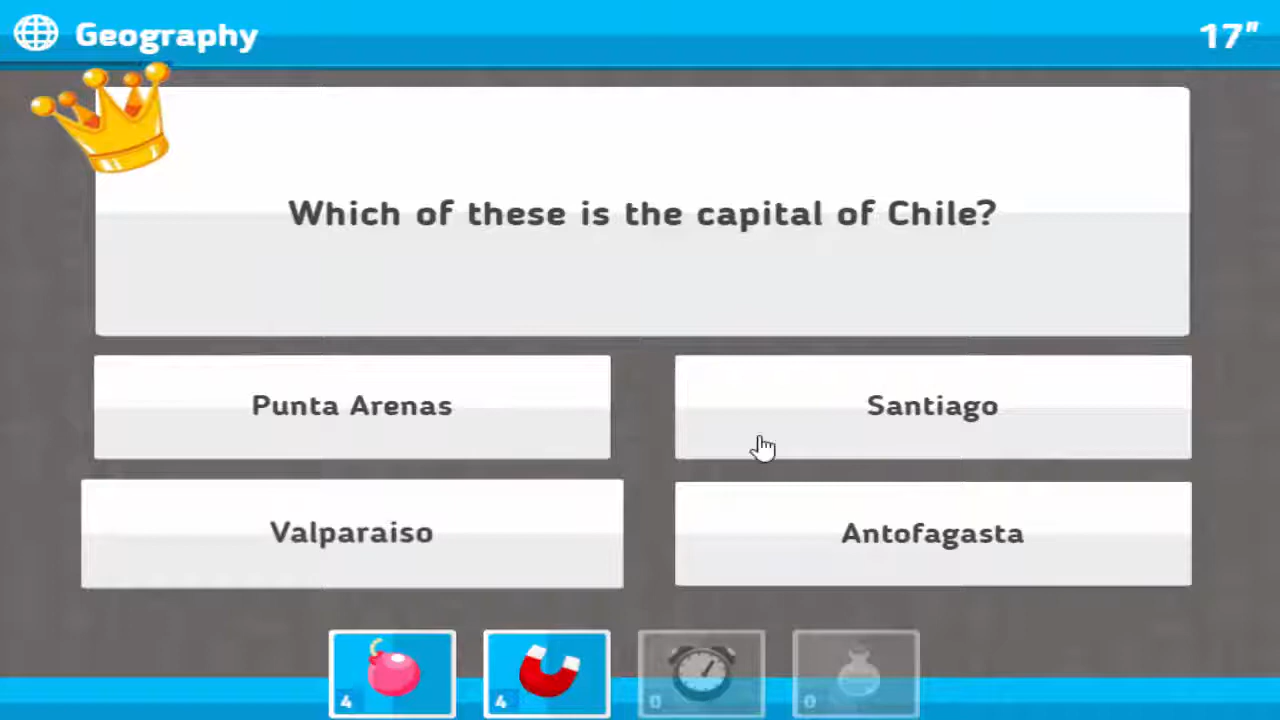 Geography
17"
Which of these is the capital of Chile?
Punta Arenas
Santiago
Valparaiso
Antofagasta
4
4
0
0